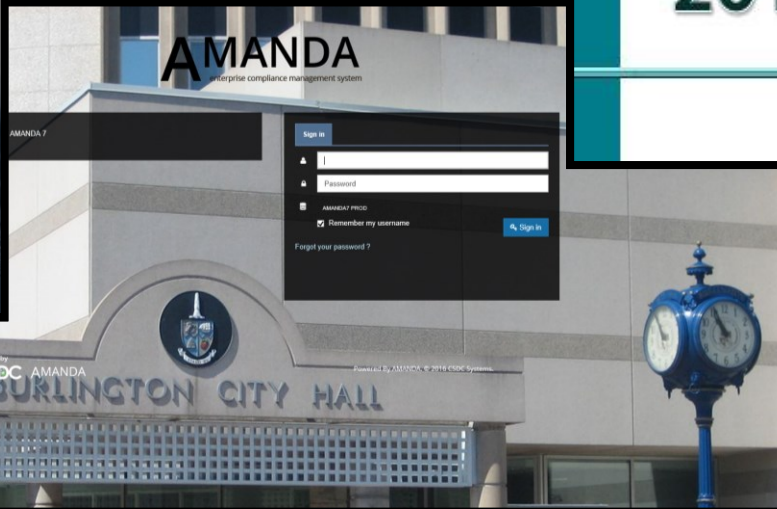 AMANDA
enterprise compliance management system
AMANDA 7
Sign in
Password
AMANDA7 PROD
Remember my username
Sign in
Forgot your password ?
by
AMANDA
Powered By AMANDA, © 2016 CSDC Systems.
BURLINGTON CITY HALL